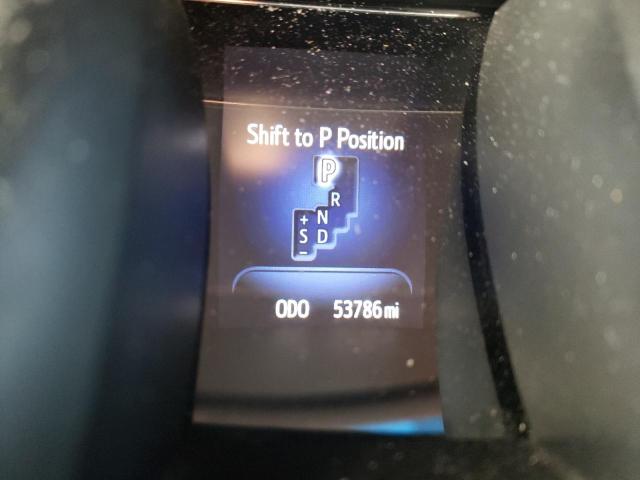 Shift to P Position
P
R
+ N
S D
-
ODO 53786 mi